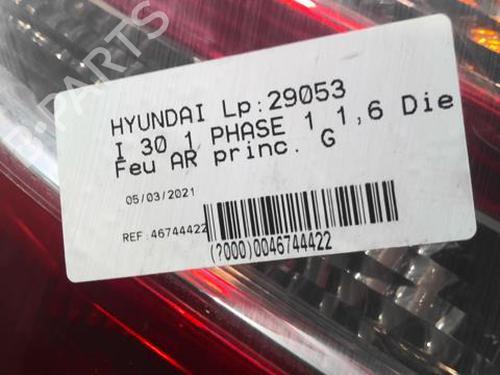 B-PARTS
HYUNDAI Lp:29053
I 30 1 PHASE 1 1,6 Die
Feu AR princ. G
05/03/2021
REF:46744422
(?000)0046744422